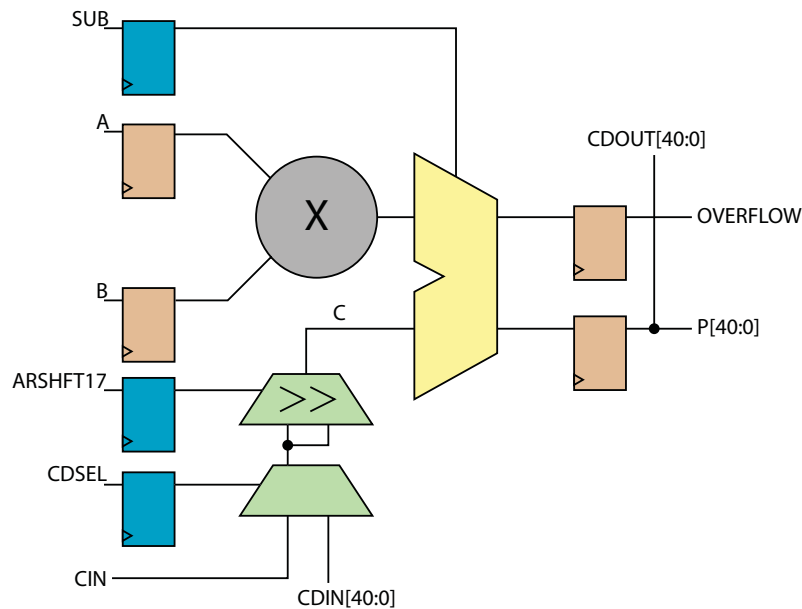 SUB
A
CDOUT[40:0]
X
OVERFLOW
B
C
P[40:0]
ARSHFT17
>>
CDSEL
CIN
CDIN[40:0]